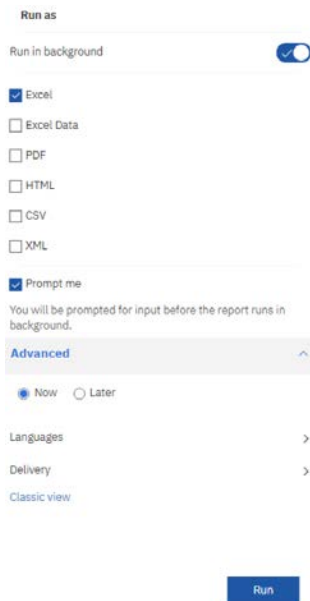 Run as
Run in background
Excel
Excel Data
PDF
HTML
CSV
XML
Prompt me
You will be prompted for input before the report runs in
background.
Advanced
Now Later
Languages
Delivery
Classic view
Run